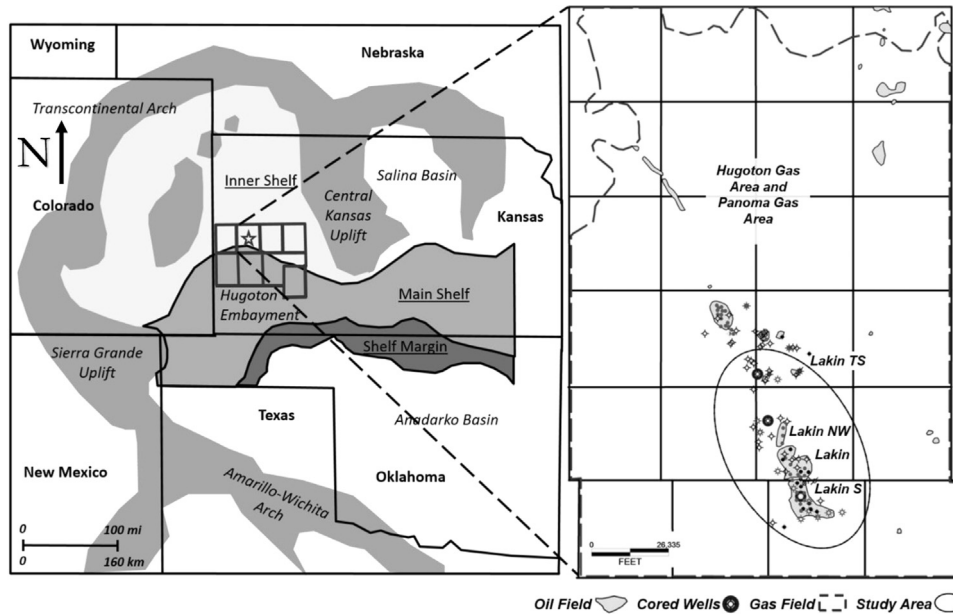 Wyoming
Nebraska
Transcontinental Arch
N
Colorado
Inner Shelf
Salina Basin
Central
Kansas
Uplift
Kansas
Hugoton
Embayment
Main Shelf
Shelf Margin
Sierra Grande
Uplift
Texas
Anadarko Basin
New Mexico
Oklahoma
Amarillo-Wichita
Arch
0 100 mi
0 160 km
Hugoton Gas
Area and
Panoma Gas
Area
Lakin TS
Lakin NW
Lakin
Lakin S
0 26,335
FEET
Oil Field Cored Wells Gas Field Study Area